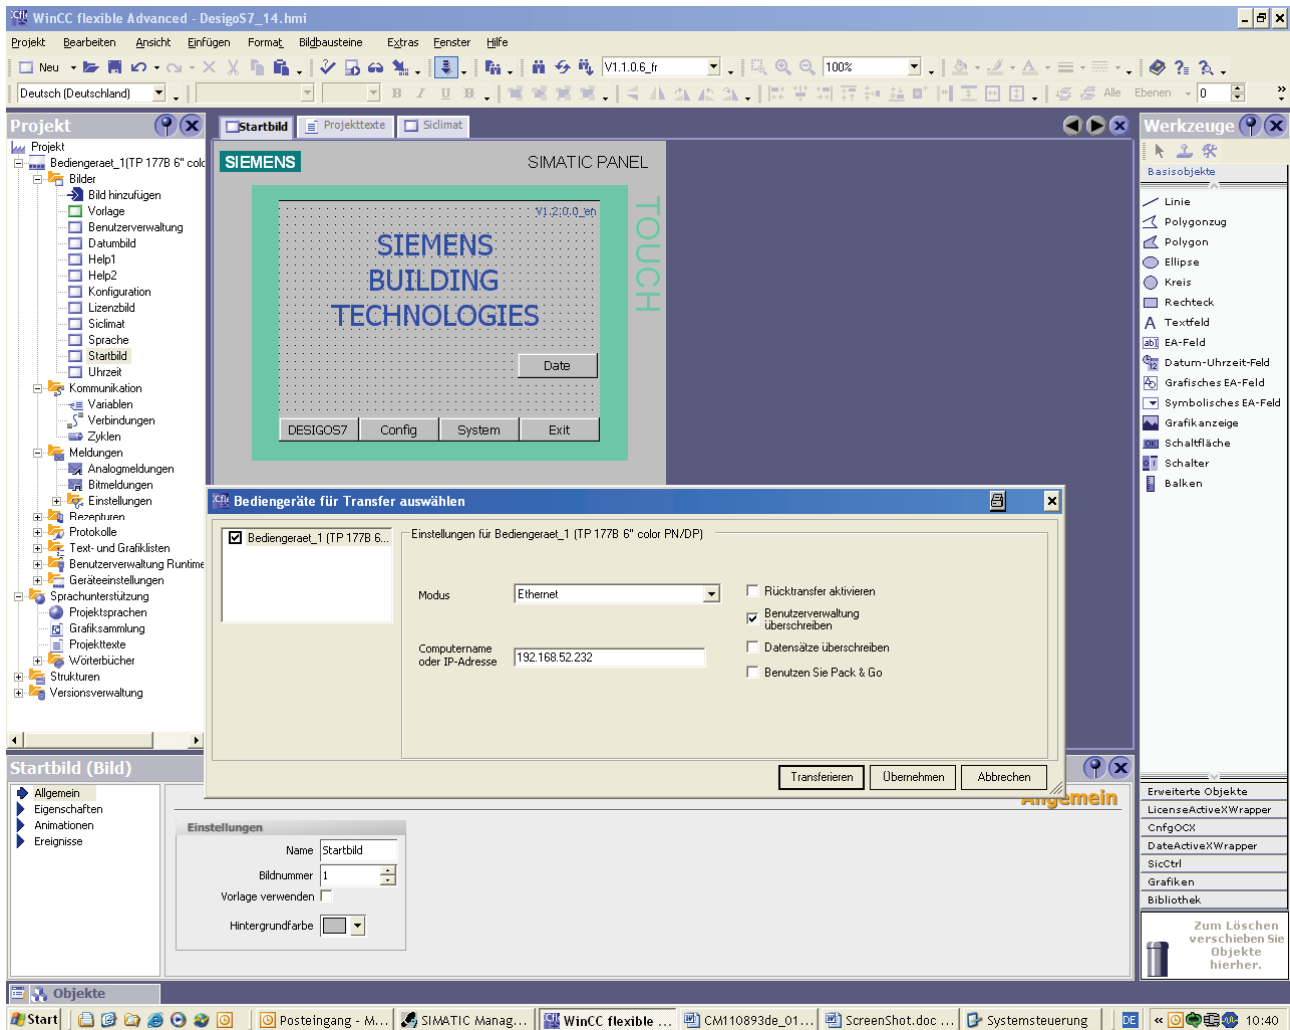 WinCC flexible Advanced - DesigoS7_14.hmi
Projekt Bearbeiten Ansicht Einfügen Format Bildbausteine Extras Fenster Hilfe
Neu V1.1.0.6_fr 100%
Deutsch (Deutschland) B I U Alle Ebenen 0
Projekt
Startbild Projekttexte Siclimat
Werkzeuge
Projekt
Bediengeraet_1(TP 177B 6" colo
Bilder
Bild hinzufügen
Vorlage
Benutzerverwaltung
Datumbild
Help1
Help2
Konfiguration
Lizenzbild
Siclimat
Sprache
Startbild
Uhrzeit
Kommunikation
Variablen
Verbindungen
Zyklen
Meldungen
Analogmeldungen
Bitmeldungen
Einstellungen
Rezepturen
Protokolle
Text- und Grafiklisten
Benutzerverwaltung Runtime
Geräteeinstellungen
Sprachunterstützung
Projektsprachen
Grafiksammlung
Projekttexte
Wörterbücher
Strukturen
Versionsverwaltung
SIEMENS SIMATIC PANEL
TOUCH
V1.2.0.0_en
SIEMENS
BUILDING
TECHNOLOGIES
Date
DESIGOS7 Config System Exit
Basisobjekte
Linie
Polygonzug
Polygon
Ellipse
Kreis
Rechteck
Textfeld
EA-Feld
Datum-Uhrzeit-Feld
Grafisches EA-Feld
Symbolisches EA-Feld
Grafikanzeige
Schaltfläche
Schalter
Balken
Bediengeräte für Transfer auswählen
Bediengeraet_1 (TP 177B 6...
Einstellungen für Bediengeraet_1 (TP 177B 6" color PN/DP)
Modus Ethernet
Computername
oder IP-Adresse 192.168.52.232
Rücktransfer aktivieren
Benutzerverwaltung
überschreiben
Datensätze überschreiben
Benutzen Sie Pack & Go
Transferieren Übernehmen Abbrechen
Startbild (Bild)
Allgemein
Eigenschaften
Animationen
Ereignisse
Allgemein
Einstellungen
Name Startbild
Bildnummer 1
Vorlage verwenden
Hintergrundfarbe
Erweiterte Objekte
LicenseActiveXWrapper
CnfgOCX
DateActiveXWrapper
SicCtrl
Grafiken
Bibliothek
Zum Löschen
verschieben Sie
Objekte
hierher.
Objekte
Start Posteingang - M... SIMATIC Manag... WinCC flexible ... CM110893de_01... ScreenShot.doc ... Systemsteuerung DE 10:40